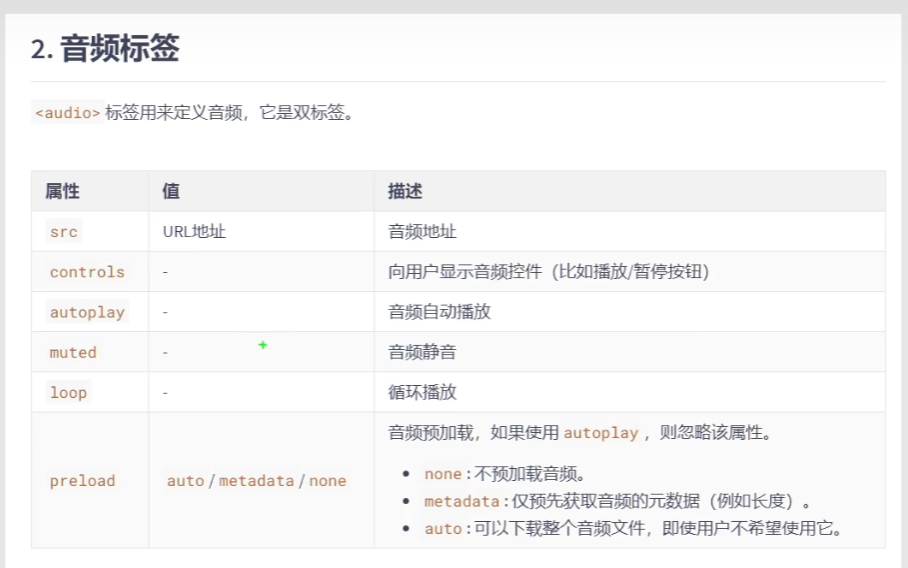 2. 音频标签
<audio> 标签用来定义音频，它是双标签。
属性 值 描述
src URL地址 音频地址
controls - 向用户显示音频控件（比如播放/暂停按钮）
autoplay - 音频自动播放
muted - 音频静音
loop - 循环播放
音频预加载，如果使用 autoplay ，则忽略该属性。
preload auto / metadata / none
none : 不预加载音频。
metadata : 仅预先获取音频的元数据（例如长度）。
auto : 可以下载整个音频文件，即使用户不希望使用它。